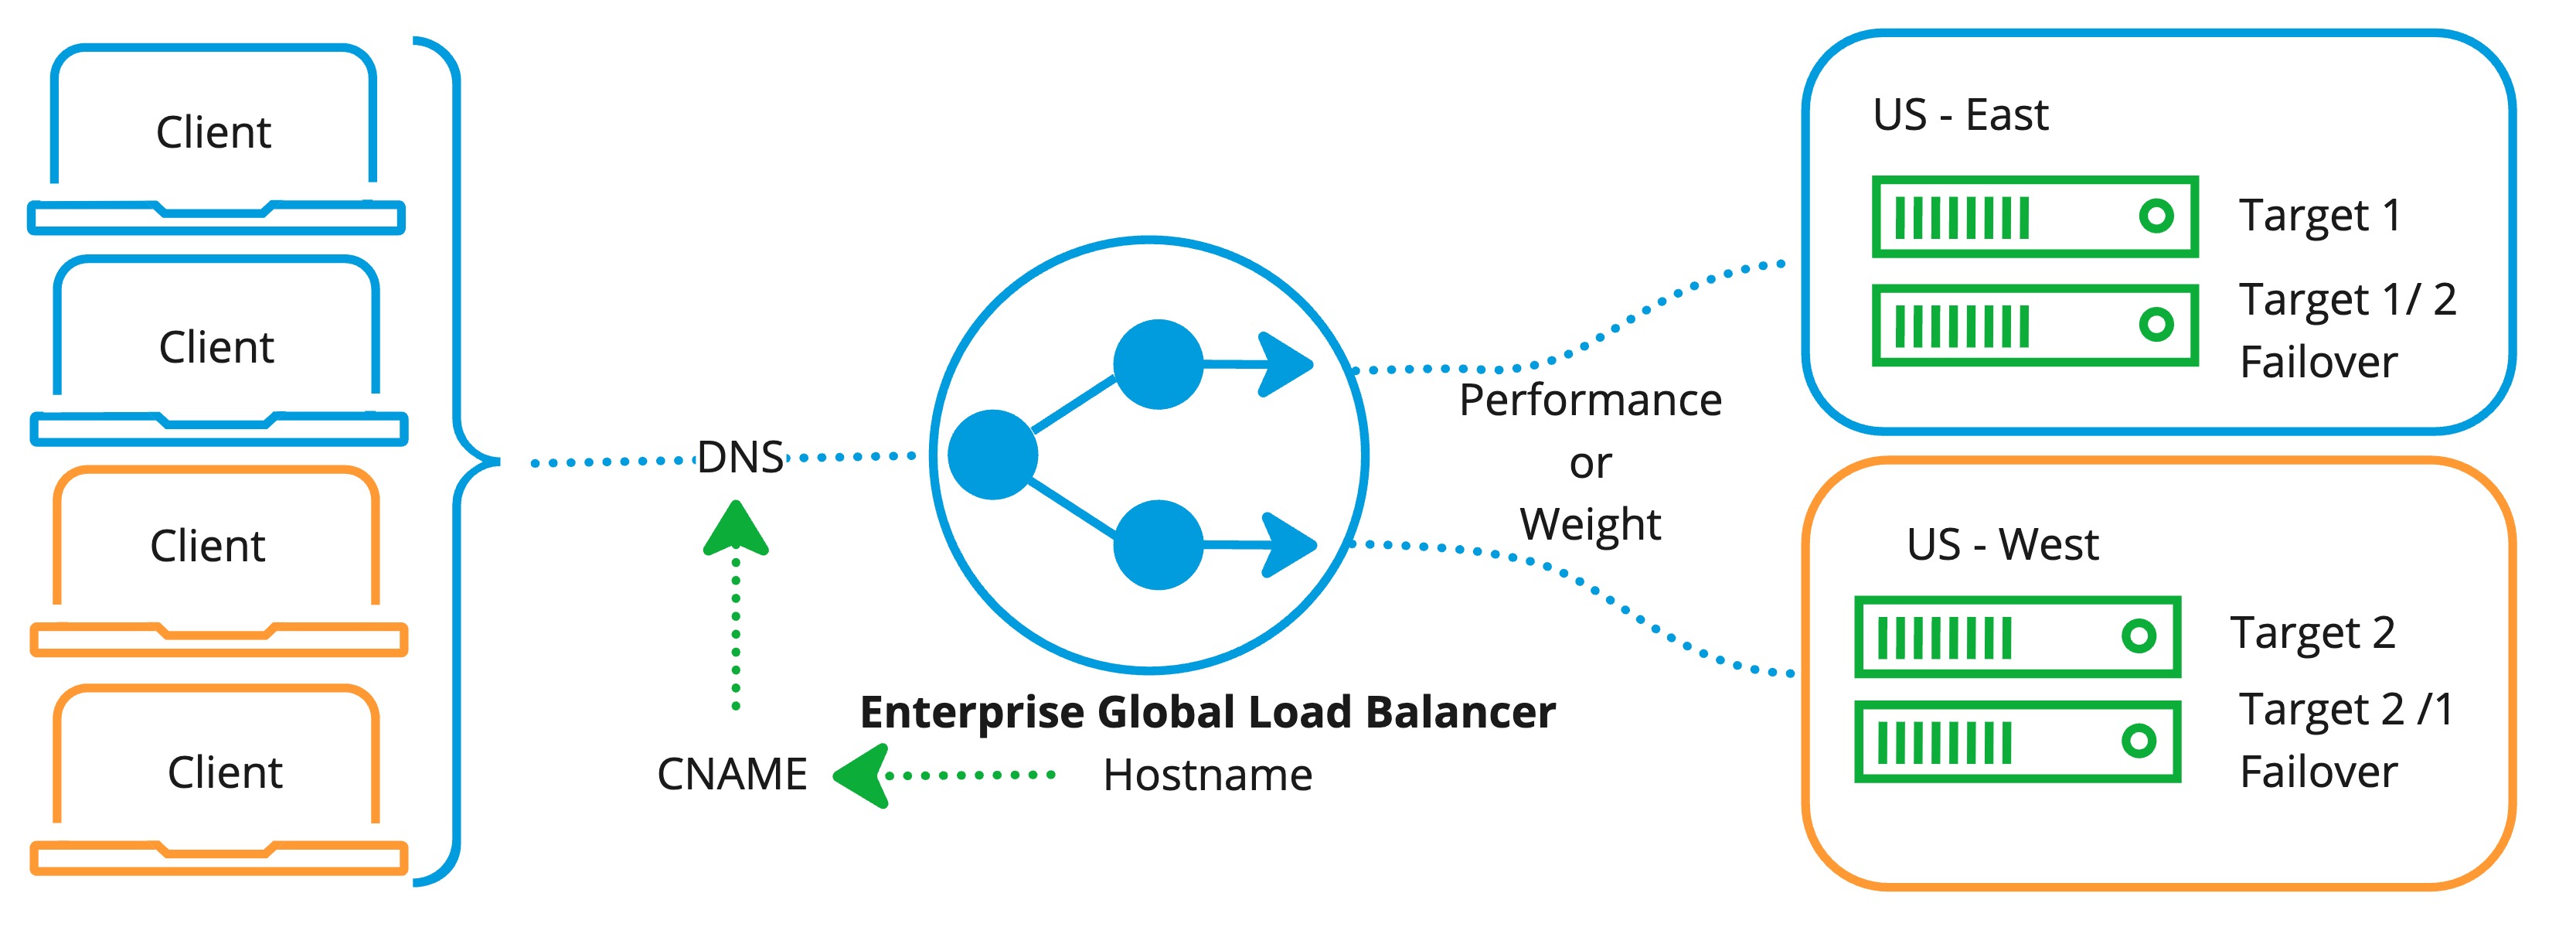 Client
Client
Client
Client
DNS
CNAME
Enterprise Global Load Balancer
Hostname
Performance
or
Weight
US - East
Target 1
Target 1/ 2
Failover
US - West
Target 2
Target 2 /1
Failover